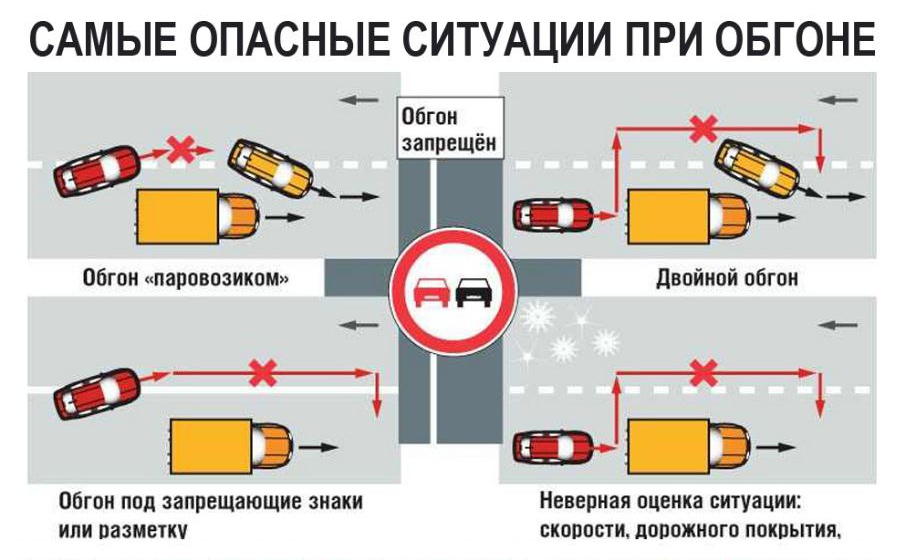 САМЫЕ ОПАСНЫЕ СИТУАЦИИ ПРИ ОБГОНЕ
Обгон
запрещён
Обгон «паровозиком»
Двойной обгон
Обгон под запрещающие знаки
или разметку
Неверная оценка ситуации:
скорости, дорожного покрытия,